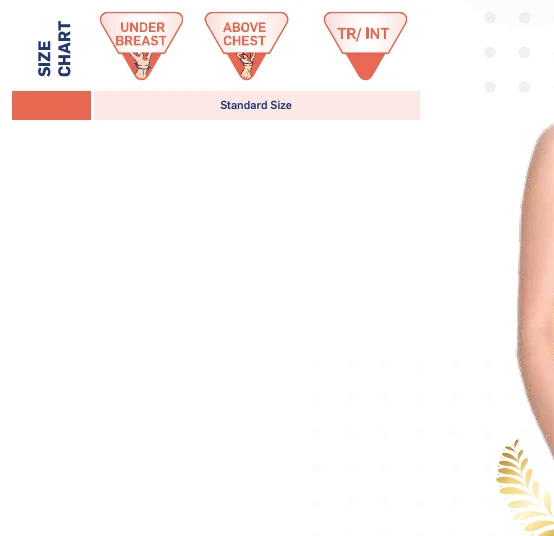 SIZE
CHART
UNDER
BREAST
ABOVE
CHEST
TR/ INT
Standard Size